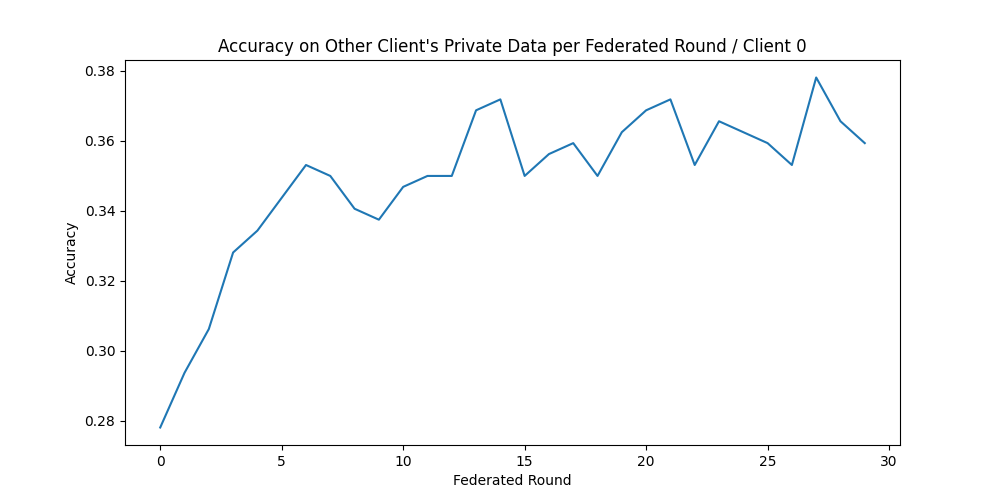 Accuracy on Other Client's Private Data per Federated Round / Client 0
0.38
0.36
0.34
0.32
0.30
0.28
Accuracy
0 5 10 15 20 25 30
Federated Round